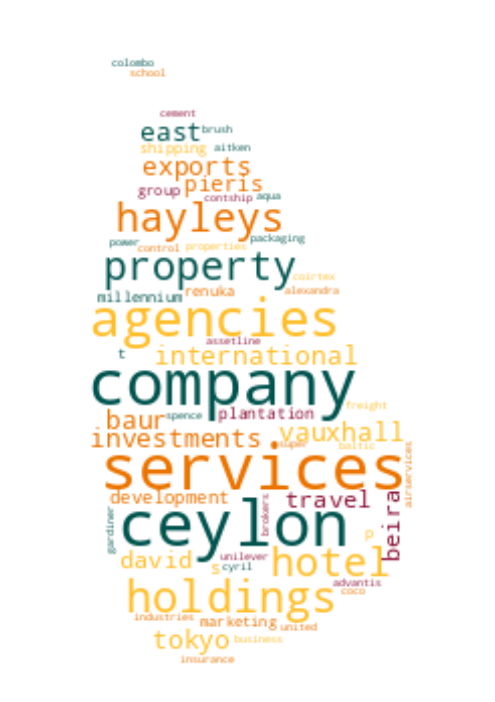 colombo
school
cement
east brush
shipping aitken
exports
pieris
group contship aqua
hayleys
power control properties packaging
property
coirtex
millennium renuka alexandra
agencies
assetline
t international
company
freight
baur spence plantation
investments . super vauxhall baltic
services
airservices
development brokers travel
beira
gardiner ceylon p
david s unilever cyril hotel
advantis
holdings coco
industries marketing united
tokyo business
insurance